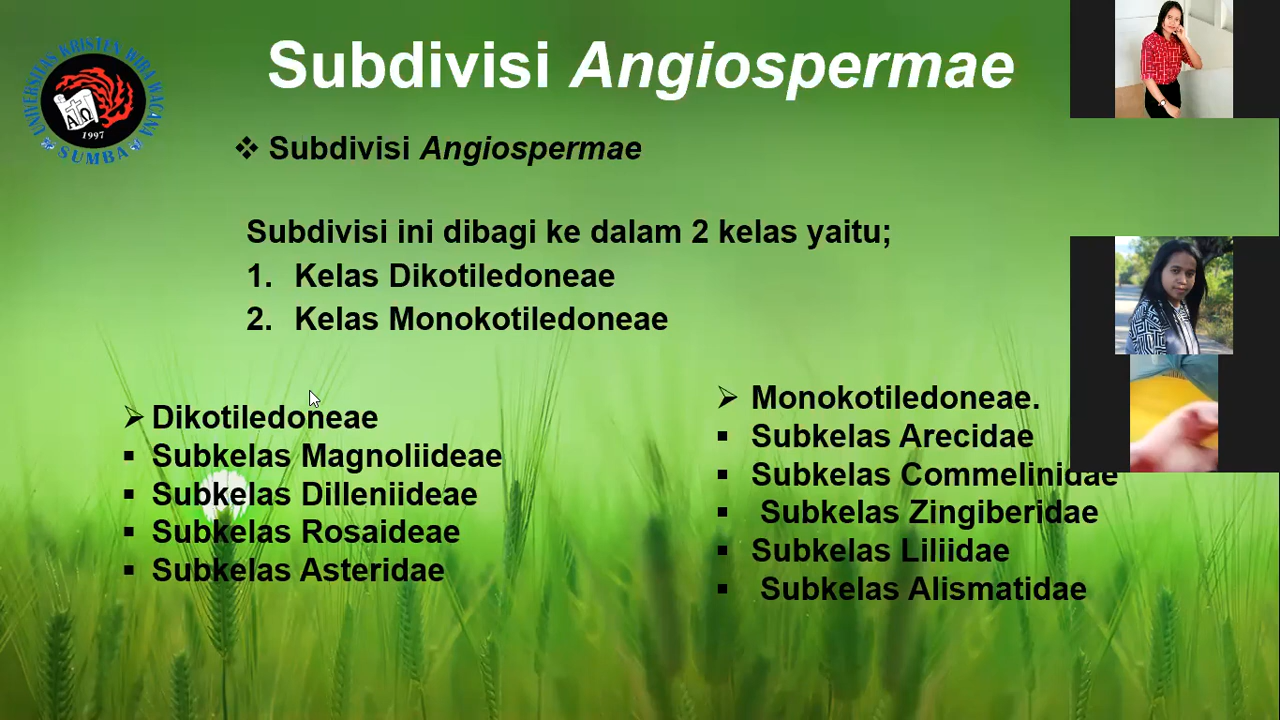 Subdivisi Angiospermae
UNIVERSITAS KRISTEN WIRA WACANA
ΑΩ
1997
SUMBA
❖ Subdivisi Angiospermae
Subdivisi ini dibagi ke dalam 2 kelas yaitu;
1. Kelas Dikotiledoneae
2. Kelas Monokotiledoneae
➢ Dikotiledoneae
▪ Subkelas Magnoliideae
▪ Subkelas Dilleniideae
▪ Subkelas Rosaideae
▪ Subkelas Asteridae
➢ Monokotiledoneae.
▪ Subkelas Arecidae
▪ Subkelas Commelinidae
▪ Subkelas Zingiberidae
▪ Subkelas Liliidae
▪ Subkelas Alismatidae